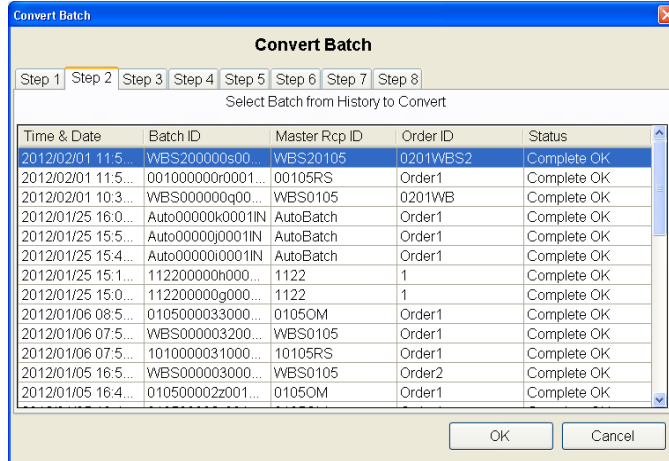 Convert Batch
Convert Batch
Step 1 Step 2 Step 3 Step 4 Step 5 Step 6 Step 7 Step 8
Select Batch from History to Convert
Time & Date Batch ID Master Rcp ID Order ID Status
2012/02/01 11:5... WBS200000s00... WBS20105 0201WBS2 Complete OK
2012/02/01 11:5... 001000000r0001... 00105RS Order1 Complete OK
2012/02/01 10:3... WBS000000q00... WBS0105 0201WB Complete OK
2012/01/25 16:0... Auto00000k0001IN AutoBatch Order1 Complete OK
2012/01/25 15:5... Auto00000j0001IN AutoBatch Order1 Complete OK
2012/01/25 15:4... Auto00000i0001IN AutoBatch Order1 Complete OK
2012/01/25 15:1... 112200000h000... 1122 1 Complete OK
2012/01/25 15:0... 112200000g000... 1122 1 Complete OK
2012/01/06 08:5... 0105000033000... 0105OM Order1 Complete OK
2012/01/06 07:5... WBS000003200... WBS0105 Order1 Complete OK
2012/01/06 07:5... 1010000031000... 10105RS Order1 Complete OK
2012/01/05 16:5... WBS000003000... WBS0105 Order2 Complete OK
2012/01/05 16:4... 010500002z001... 0105OM Order1 Complete OK
OK Cancel